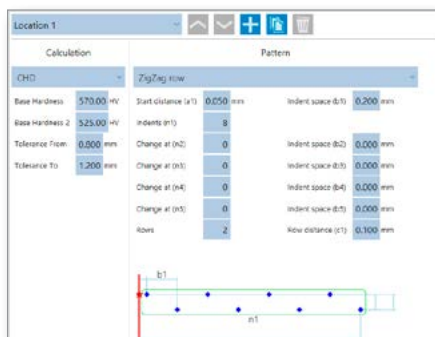 Location 1
Calculation
Pattern
CHD
ZigZag row
Base Hardness 570.00 HV
Start distance (a1) 0.050 mm
Indent space (b1) 0.200 mm
Base Hardness 2 525.00 HV
Indents (n1) 8
Tolerance From 0.800 mm
Change at (n2) 0
Indent space (b2) 0.000 mm
Tolerance To 1.200 mm
Change at (n3) 0
Indent space (b3) 0.000 mm
Change at (n4) 0
Indent space (b4) 0.000 mm
Change at (n5) 0
Indent space (b5) 0.000 mm
Rows 2
Row distance (c1) 0.100 mm
b1
n1